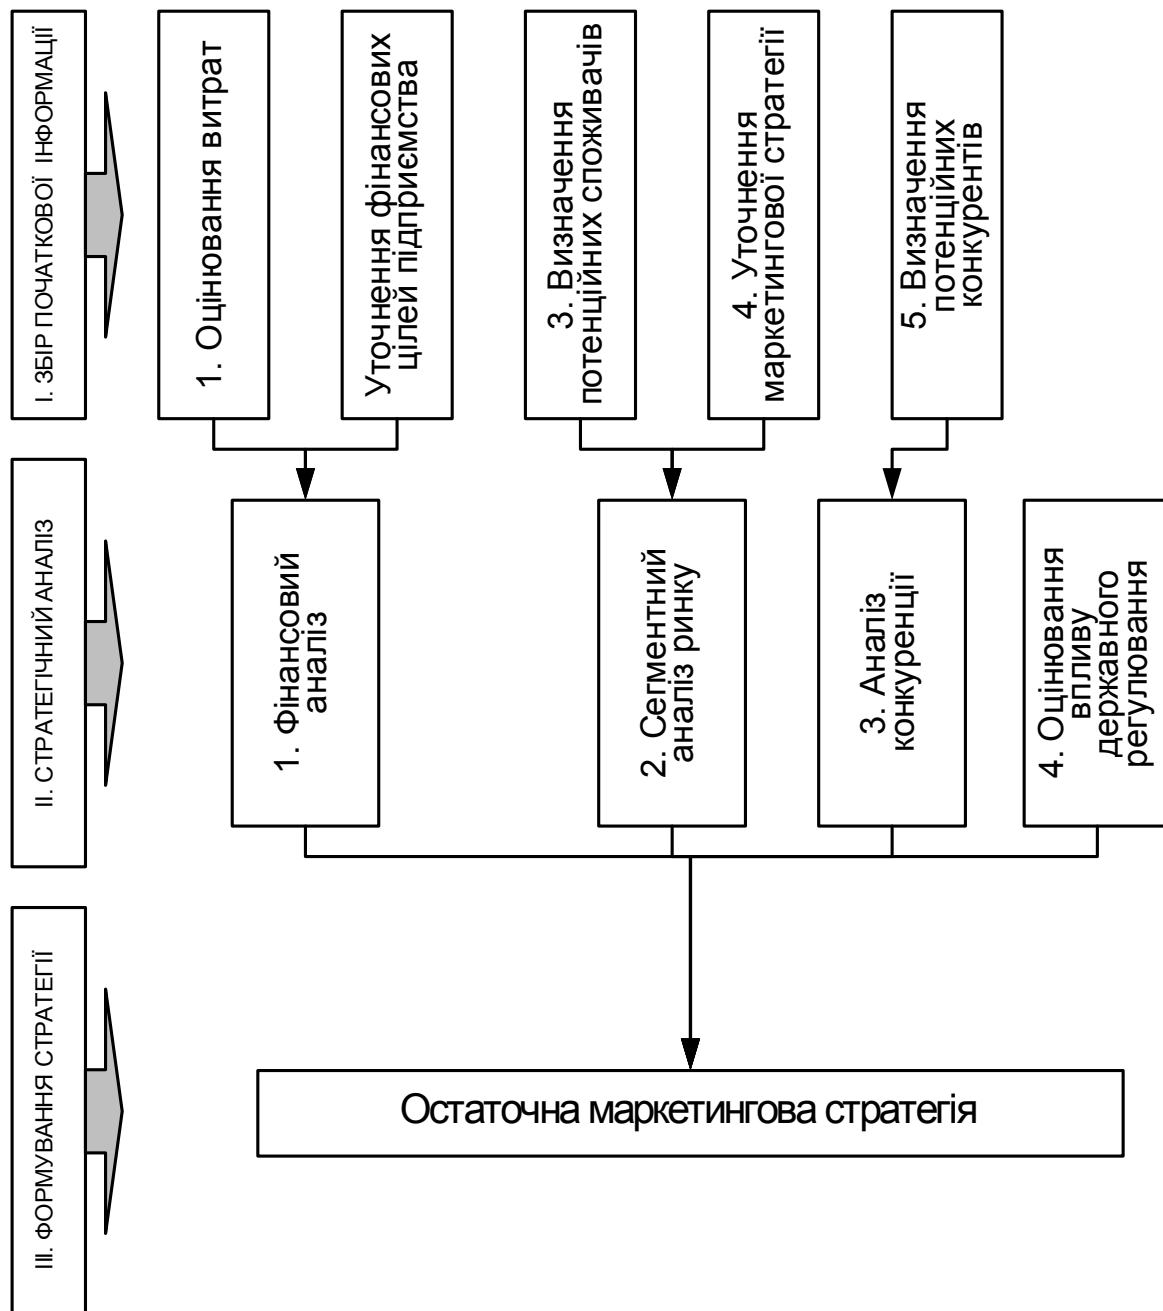 І. ЗБІР ПОЧАТКОВОЇ ІНФОРМАЦІЇ
1. Оцінювання витрат
Уточнення фінансових
цілей підприємства
3. Визначення
потенційних споживачів
4. Уточнення
маркетингової стратегії
5. Визначення
потенційних
конкурентів
ІІ. СТРАТЕГІЧНИЙ АНАЛІЗ
1. Фінансовий
аналіз
2. Сегментний
аналіз ринку
3. Аналіз
конкуренції
4. Оцінювання
впливу
державного
регулювання
ІІІ. ФОРМУВАННЯ СТРАТЕГІЇ
Остаточна маркетингова стратегія